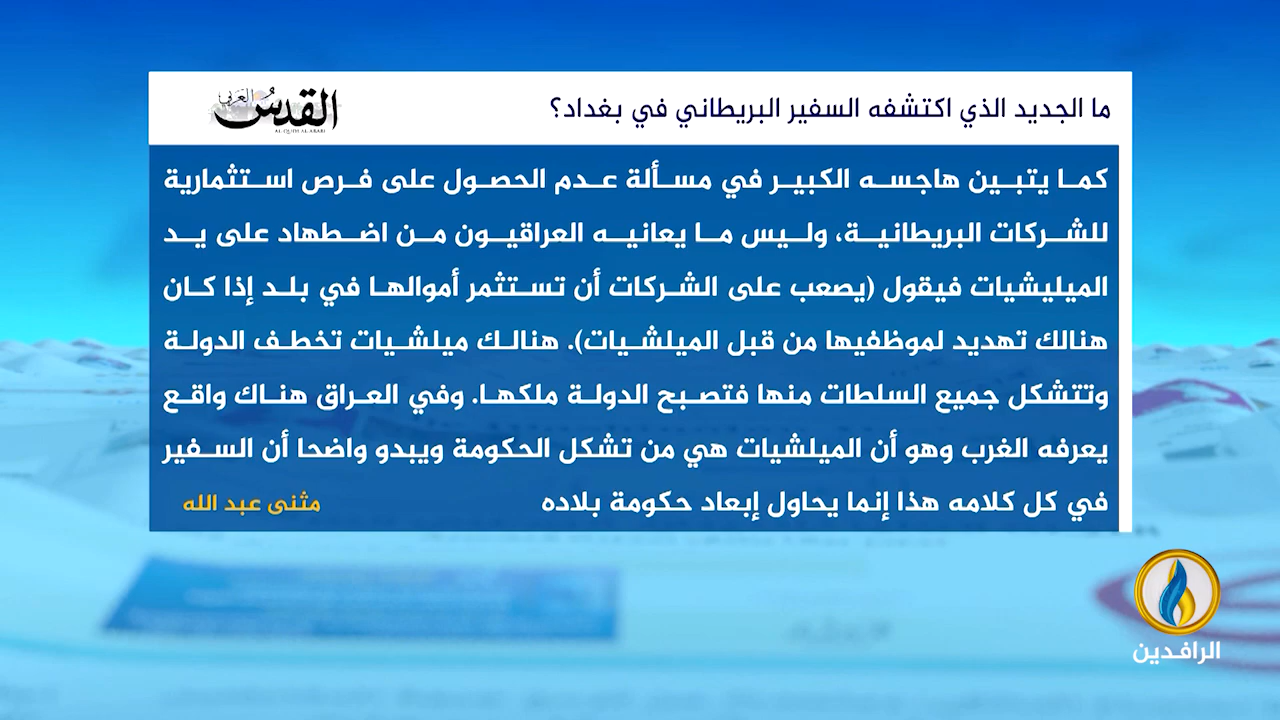 ما الجديد الذي اكتشفه السفير البريطاني في بغداد؟
القدس العربي
AL-QUDS AL-ARABI
كما يتبين هاجسه الكبير في مسألة عدم الحصول على فرص استثمارية
للشركات البريطانية، وليس ما يعانيه العراقيون من اضطهاد على يد
الميليشيات فيقول (يصعب على الشركات أن تستثمر أموالها في بلد إذا كان
هنالك تهديد لموظفيها من قبل الميلشيات). هنالك ميلشيات تخطف الدولة
وتتشكل جميع السلطات منها فتصبح الدولة ملكها. وفي العراق هناك واقع
يعرفه الغرب وهو أن الميلشيات هي من تشكل الحكومة ويبدو واضحا أن السفير
في كل كلامه هذا إنما يحاول إبعاد حكومة بلاده
مثنى عبد الله
الرافدين